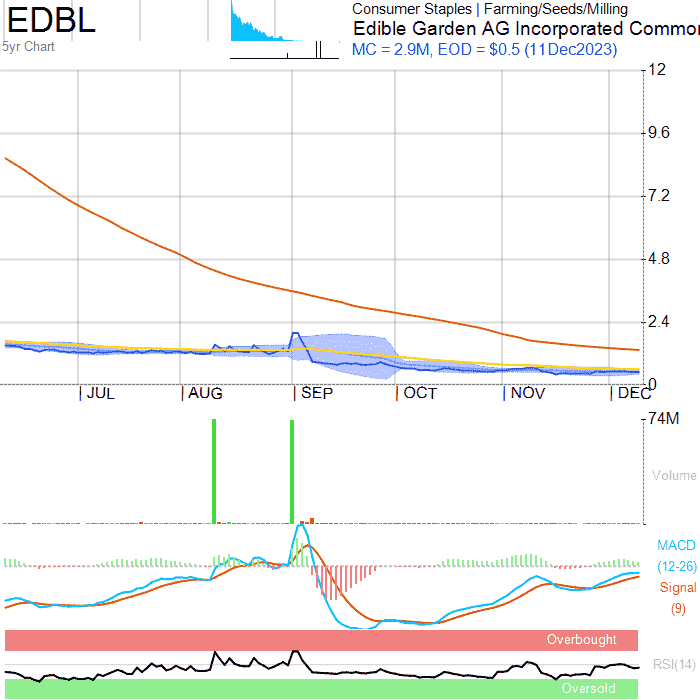 EDBL
5yr Chart
Consumer Staples | Farming/Seeds/Milling
Edible Garden AG Incorporated Common
MC = 2.9M, EOD = $0.5 (11Dec2023)
12
9.6
7.2
4.8
2.4
0
JUL AUG SEP OCT NOV DEC
74M
Volume
MACD
(12-26)
Signal
(9)
Overbought
RSI(14)
Oversold